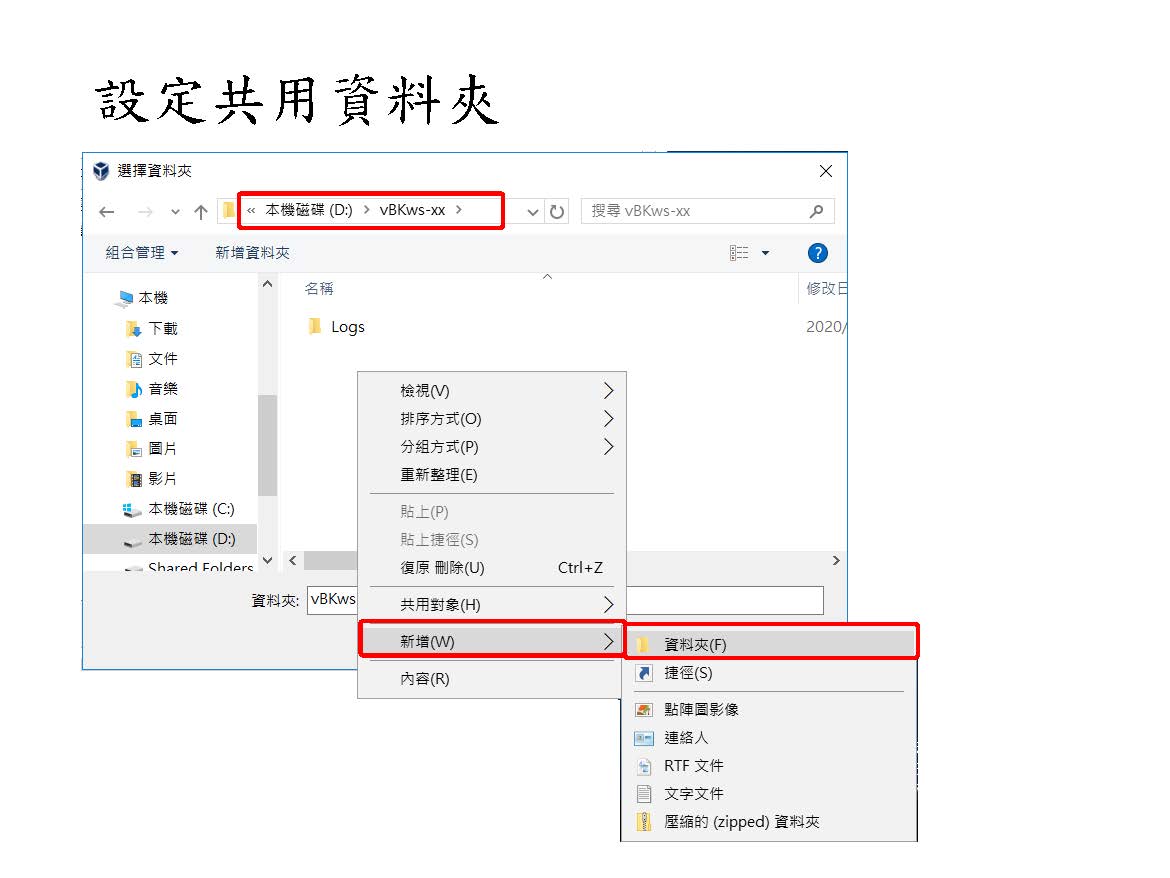 設定共用資料夾
選擇資料夾
« 本機磁碟 (D:) > vBKws-xx >
搜尋 vBKws-xx
組合管理
新增資料夾
?
本機
下載
文件
音樂
桌面
圖片
影片
本機磁碟 (C:)
本機磁碟 (D:)
Shared Folders
名稱
修改日
Logs
2020/
檢視(V)
排序方式(O)
分組方式(P)
重新整理(E)
貼上(P)
貼上捷徑(S)
復原 刪除(U) Ctrl+Z
共用對象(H)
新增(W)
內容(R)
資料夾: vBKws
資料夾(F)
捷徑(S)
點陣圖影像
連絡人
RTF 文件
文字文件
壓縮的 (zipped) 資料夾